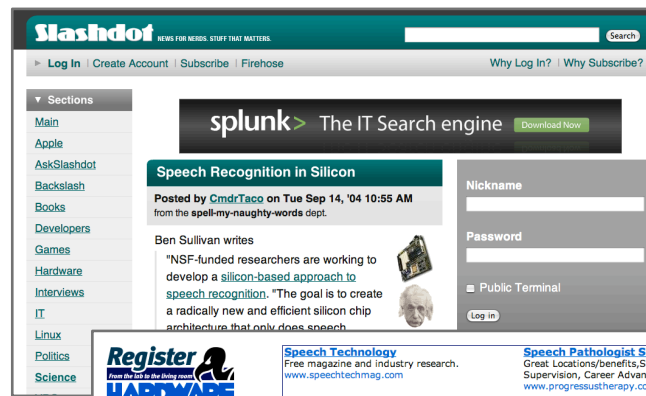 Slashdot NEWS FOR NERDS. STUFF THAT MATTERS. Search
Log In Create Account Subscribe Firehose Why Log In? Why Subscribe?
Sections
Main
Apple
AskSlashdot
Backslash
Books
Developers
Games
Hardware
Interviews
IT
Linux
Politics
Science
splunk> The IT Search engine Download Now
Speech Recognition in Silicon
Posted by CmdrTaco on Tue Sep 14, '04 10:55 AM
from the spell-my-naughty-words dept.
Ben Sullivan writes
"NSF-funded researchers are working to
develop a silicon-based approach to
speech recognition. "The goal is to create
a radically new and efficient silicon chip
architecture that only does speech
Nickname
Password
Public Terminal
Log in
Register
From the lab to the living room
HARDWARE
Speech Technology
Free magazine and industry research.
www.speechtechmag.com
Speech Pathologist S
Great Locations/benefits,S
Supervision, Career Advan
www.progressustherapy.co